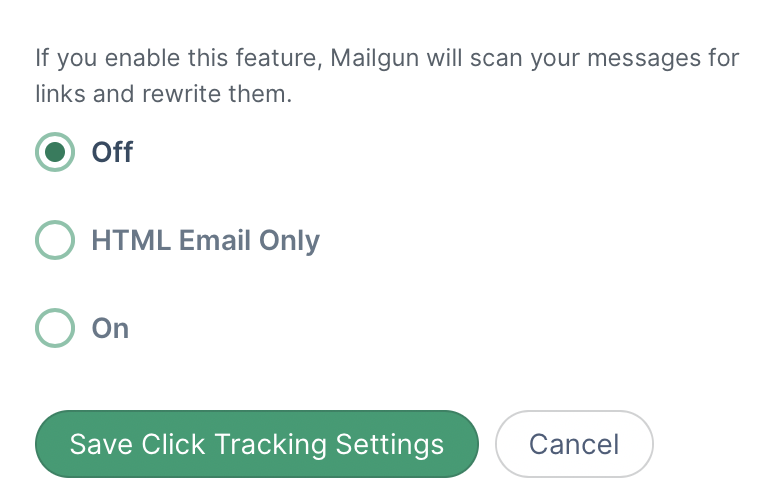 If you enable this feature, Mailgun will scan your messages for
links and rewrite them.
Off
HTML Email Only
On
Save Click Tracking Settings
Cancel